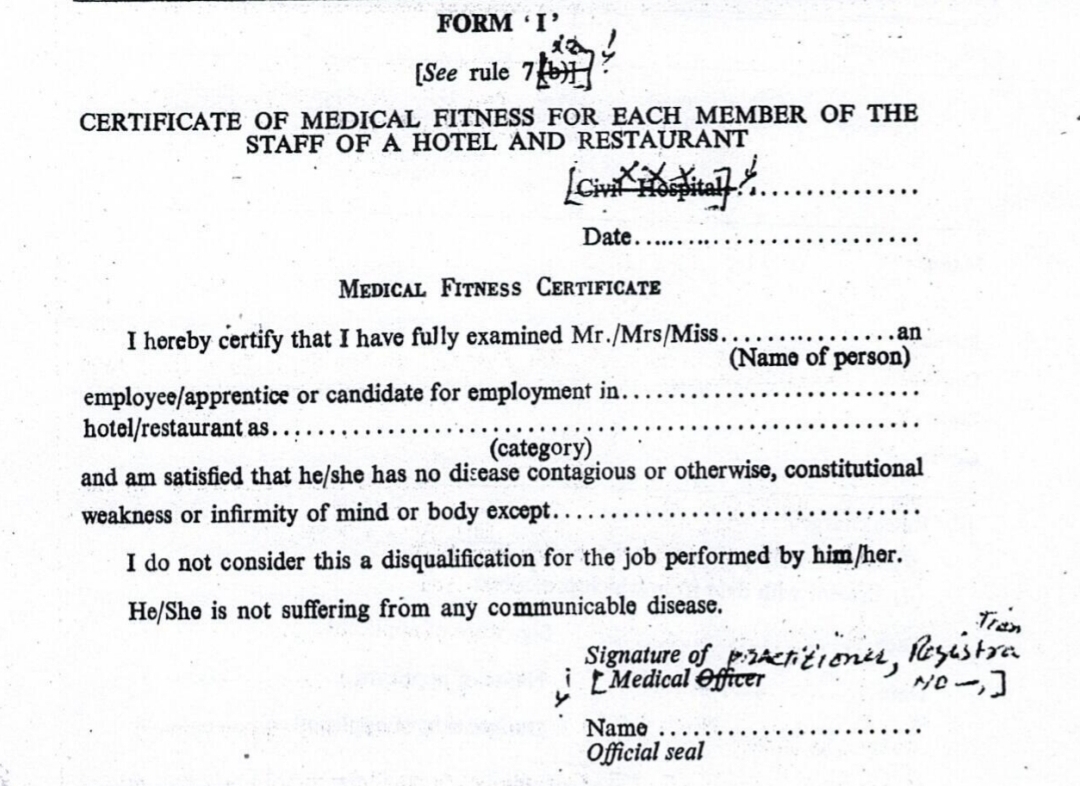 FORM ‘I’
[See rule 7[(b)]]
CERTIFICATE OF MEDICAL FITNESS FOR EACH MEMBER OF THE
STAFF OF A HOTEL AND RESTAURANT
[Civil Hospital]....................
Date..............................
MEDICAL FITNESS CERTIFICATE
I hereby certify that I have fully examined Mr./Mrs/Miss..................an
(Name of person)
employee/apprentice or candidate for employment in..............................
hotel/restaurant as..................................................................
(category)
and am satisfied that he/she has no disease contagious or otherwise, constitutional
weakness or infirmity of mind or body except......................................
I do not consider this a disqualification for the job performed by him/her.
He/She is not suffering from any communicable disease.
Signature of practitioner, Registra
tion
[Medical Officer No —,]
Name ..............................
Official seal